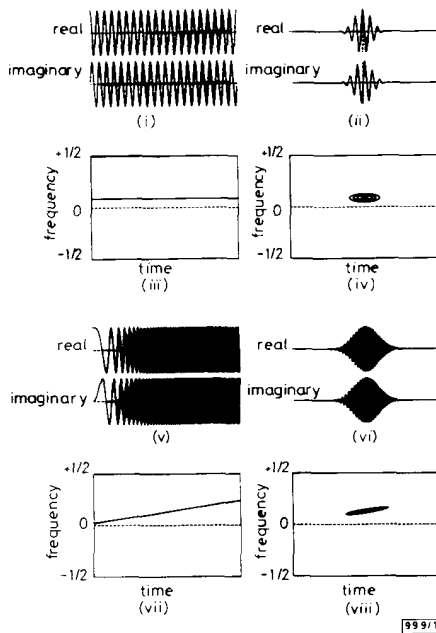 real
imaginary
(i)
real
imaginary
(ii)
+1/2
frequency
0
-1/2
time
(iii)
+1/2
frequency
0
-1/2
time
(iv)
real
imaginary
(v)
real
imaginary
(vi)
+1/2
frequency
0
-1/2
time
(vii)
+1/2
frequency
0
-1/2
time
(viii)
999/1